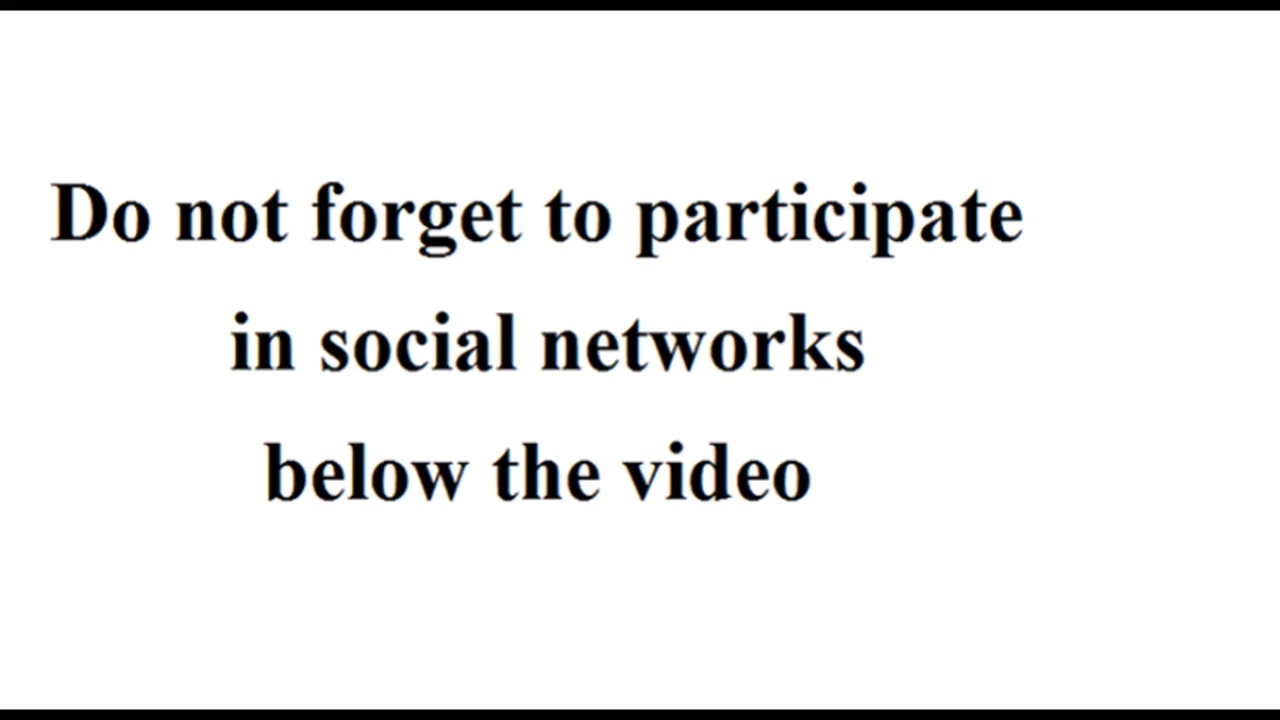 Do not forget to participate
in social networks
below the video